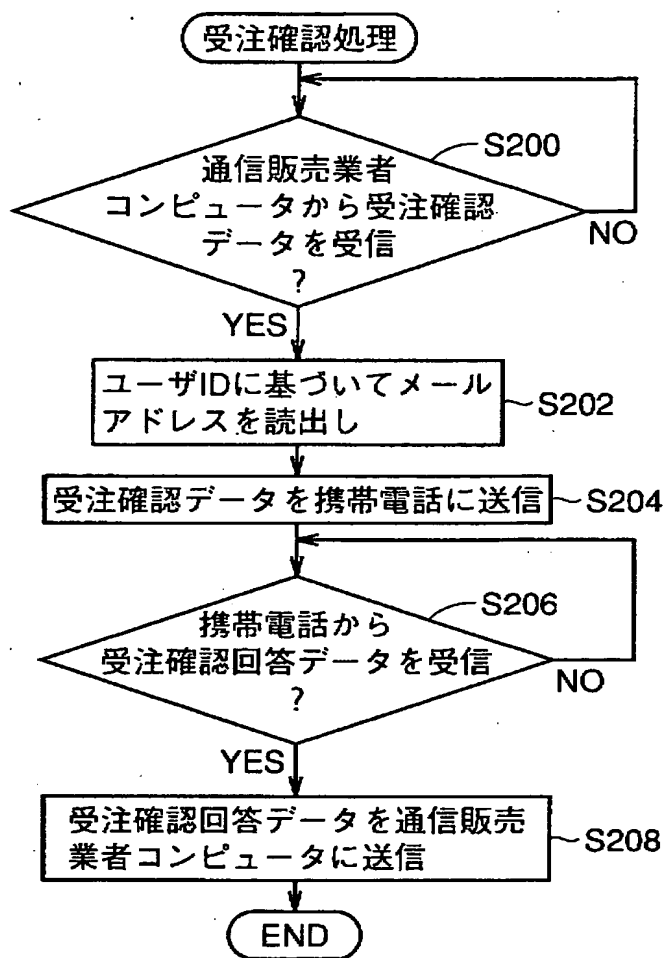 受注確認処理
S200
通信販売業者
コンピュータから受注確認
データを受信
?
NO
YES
ユーザIDに基づいてメール
アドレスを読出し
S202
受注確認データを携帯電話に送信
S204
S206
携帯電話から
受注確認回答データを受信
?
NO
YES
受注確認回答データを通信販売
業者コンピュータに送信
S208
END